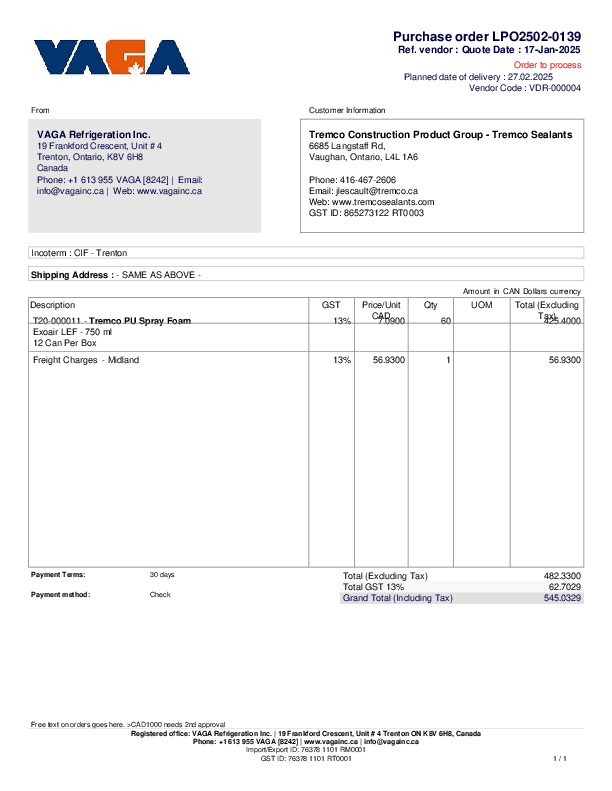 VAGA
Purchase order LPO2502-0139
Ref. vendor : Quote Date : 17-Jan-2025
Order to process
Planned date of delivery : 27.02.2025
Vendor Code : VDR-000004
From
Customer Information
VAGA Refrigeration Inc.
19 Frankford Crescent, Unit # 4
Trenton, Ontario, K8V 6H8
Canada
Phone: +1 613 955 VAGA [8242] | Email:
info@vagainc.ca | Web: www.vagainc.ca
Tremco Construction Product Group - Tremco Sealants
6685 Langstaff Rd,
Vaughan, Ontario, L4L 1A6
Phone: 416-467-2606
Email: jlescault@tremco.ca
Web: www.tremcosealants.com
GST ID: 865273122 RT0003
Incoterm : CIF - Trenton
Shipping Address : - SAME AS ABOVE -
Amount in CAN Dollars currency
Description GST Price/Unit CAD Qty UOM Total (Excluding Tax)
T20-000011 - Tremco PU Spray Foam 13% 7.0900 60 425.4000
Exoair LEF - 750 ml
12 Can Per Box
Freight Charges - Midland 13% 56.9300 1 56.9300
Payment Terms: 30 days
Payment method: Check
Total (Excluding Tax) 482.3300
Total GST 13% 62.7029
Grand Total (Including Tax) 545.0329
Free text on orders goes here. >CAD1000 needs 2nd approval
Registered office: VAGA Refrigeration Inc. | 19 Frankford Crescent, Unit # 4 Trenton ON K8V 6H8, Canada
Phone: +1 613 955 VAGA [8242] | www.vagainc.ca | info@vagainc.ca
Import/Export ID: 76378 1101 RM0001
GST ID: 76378 1101 RT0001
1 / 1